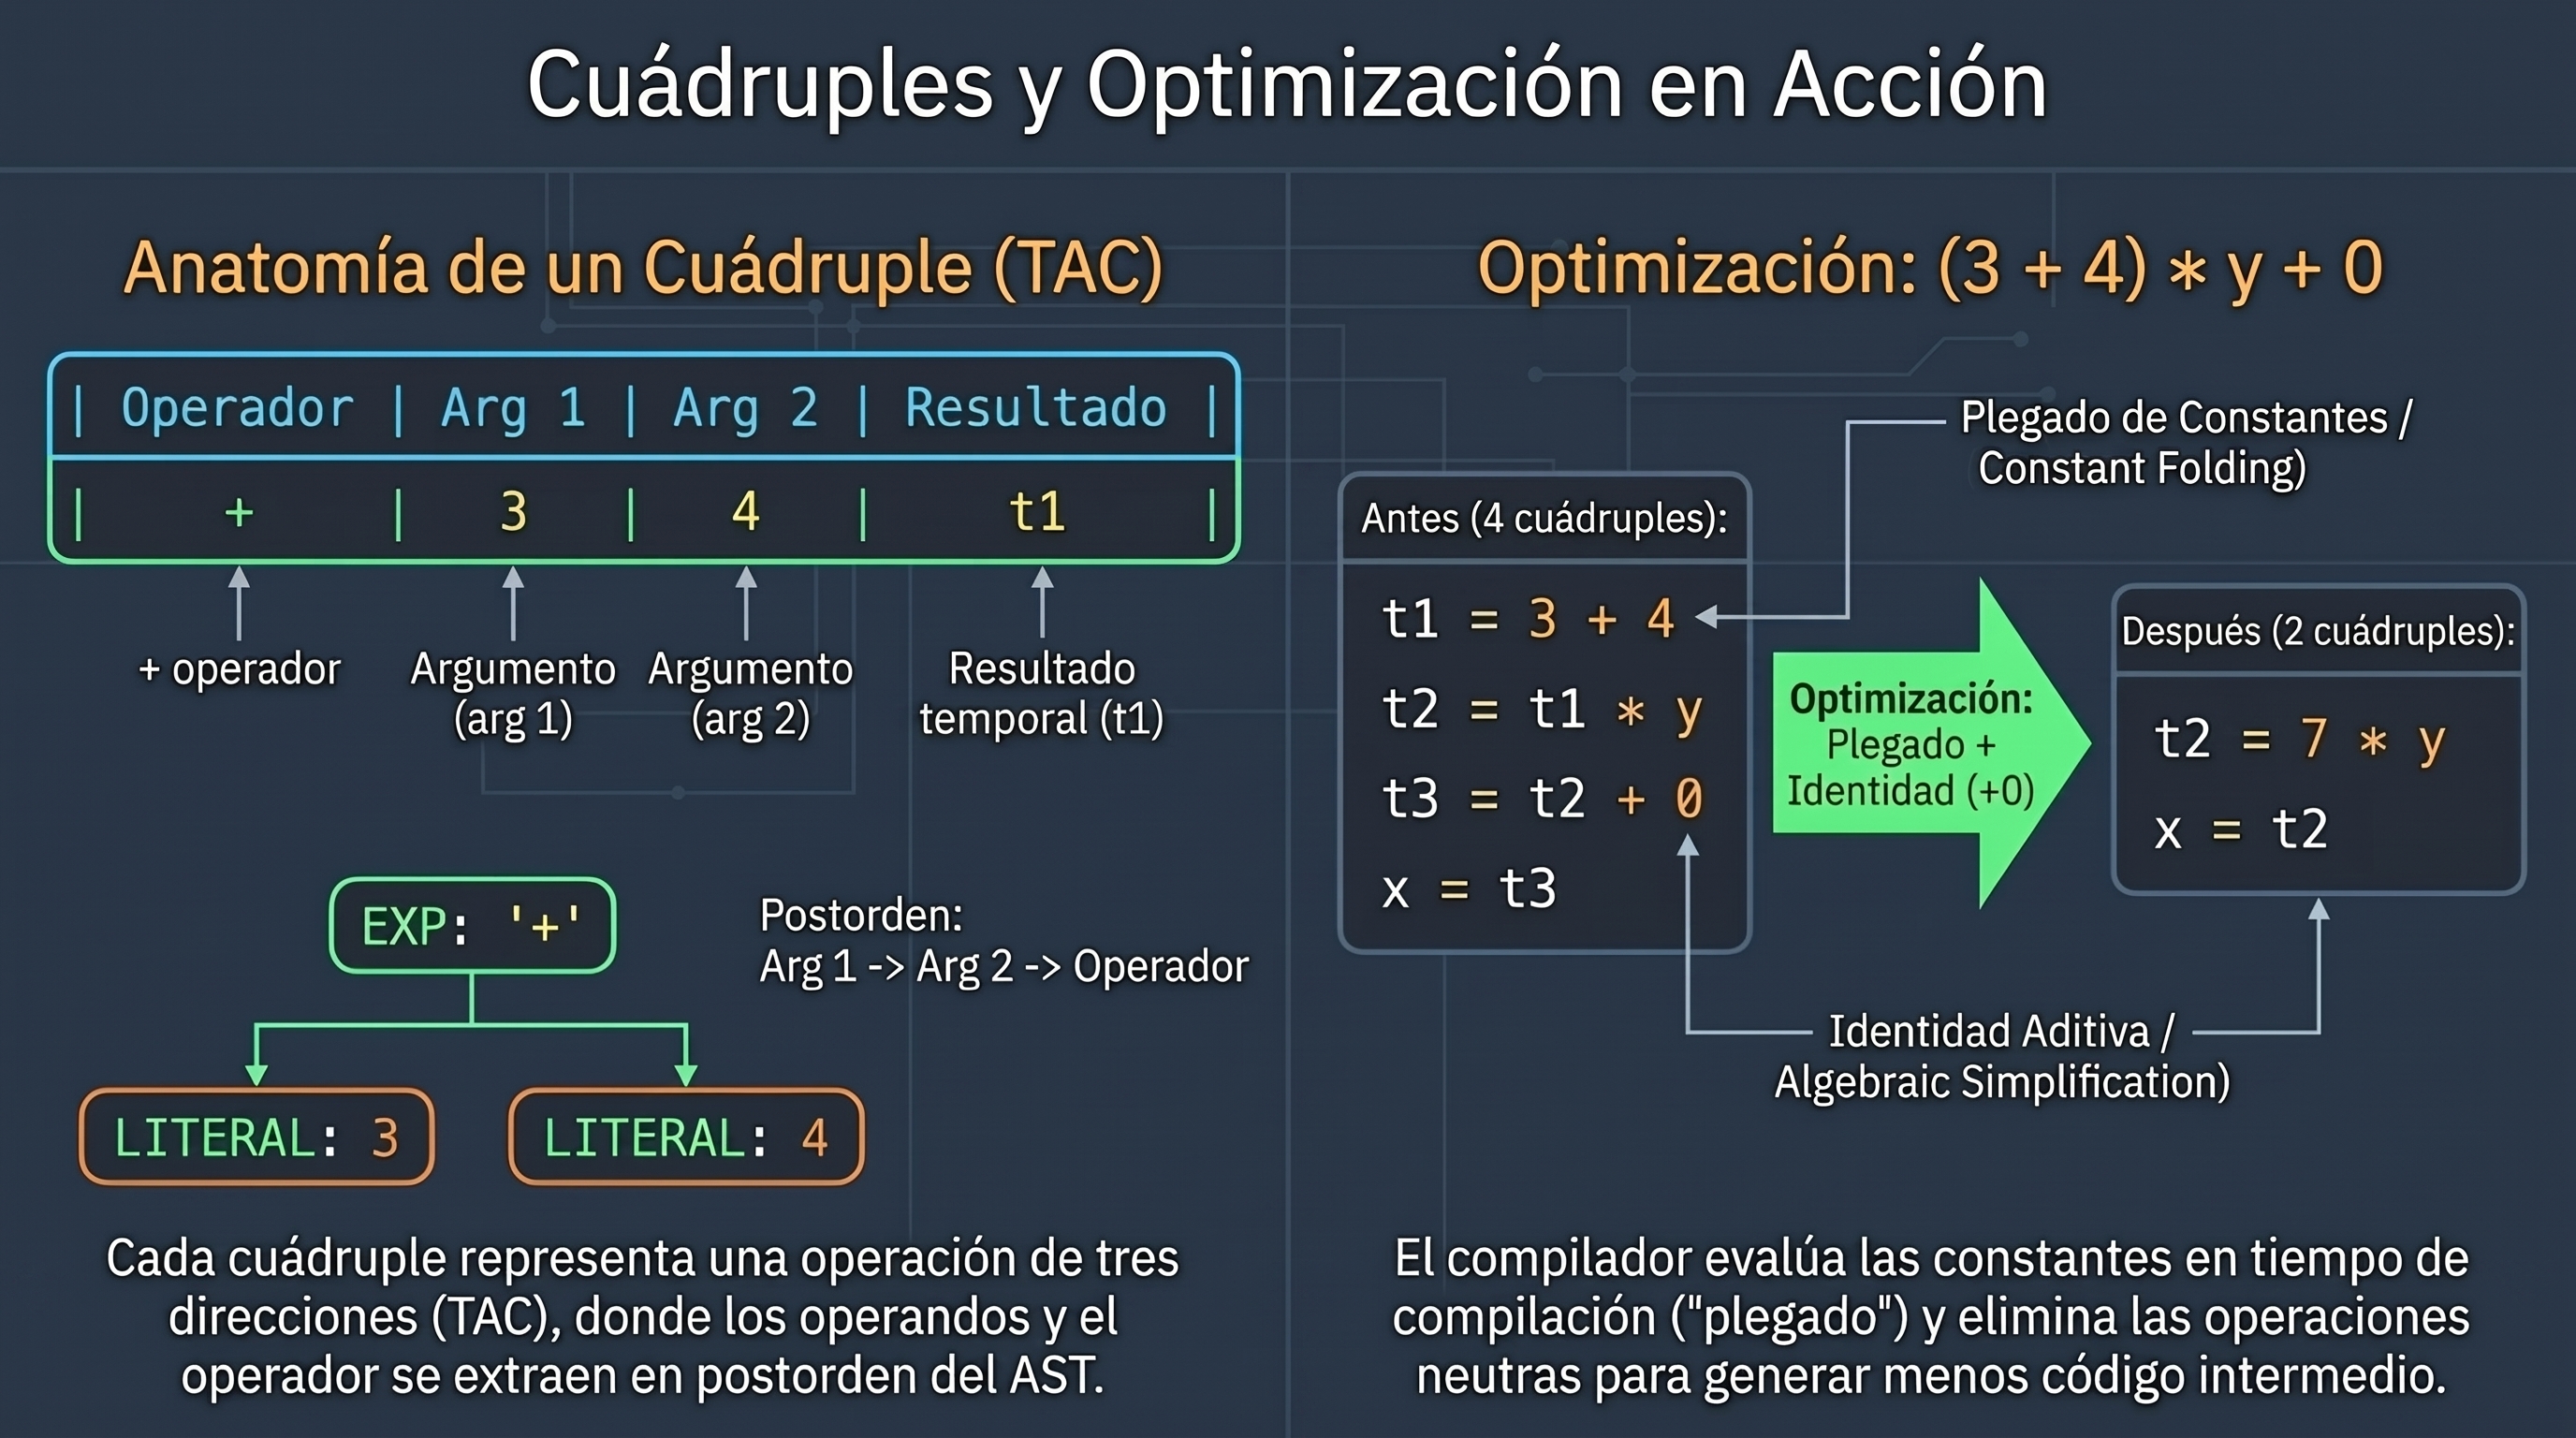 Cuádruples y Optimización en Acción
Anatomía de un Cuádruple (TAC)
| Operador | Arg 1 | Arg 2 | Resultado |
| + | 3 | 4 | t1 |
+ operador
Argumento
(arg 1)
Argumento
(arg 2)
Resultado
temporal (t1)
EXP: '+'
Postorden:
Arg 1 -> Arg 2 -> Operador
LITERAL: 3
LITERAL: 4
Cada cuádruple representa una operación de tres
direcciones (TAC), donde los operandos y el
operador se extraen en postorden del AST.
Optimización: (3 + 4) * y + 0
Plegado de Constantes /
Constant Folding)
Antes (4 cuádruples):
t1 = 3 + 4
t2 = t1 * y
t3 = t2 + 0
x = t3
Optimización:
Plegado +
Identidad (+0)
Después (2 cuádruples):
t2 = 7 * y
x = t2
Identidad Aditiva /
Algebraic Simplification)
El compilador evalúa las constantes en tiempo de
compilación ("plegado") y elimina las operaciones
neutras para generar menos código intermedio.